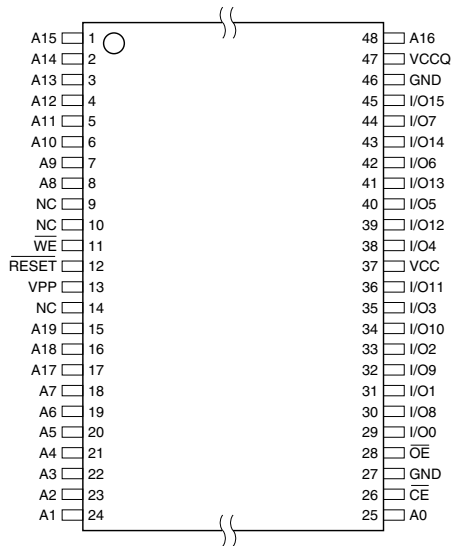 A15 1 48 A16
A14 2 47 VCCQ
A13 3 46 GND
A12 4 45 I/O15
A11 5 44 I/O7
A10 6 43 I/O14
A9 7 42 I/O6
A8 8 41 I/O13
NC 9 40 I/O5
NC 10 39 I/O12
WE 11 38 I/O4
RESET 12 37 VCC
VPP 13 36 I/O11
NC 14 35 I/O3
A19 15 34 I/O10
A18 16 33 I/O2
A17 17 32 I/O9
A7 18 31 I/O1
A6 19 30 I/O8
A5 20 29 I/O0
A4 21 28 OE
A3 22 27 GND
A2 23 26 CE
A1 24 25 A0